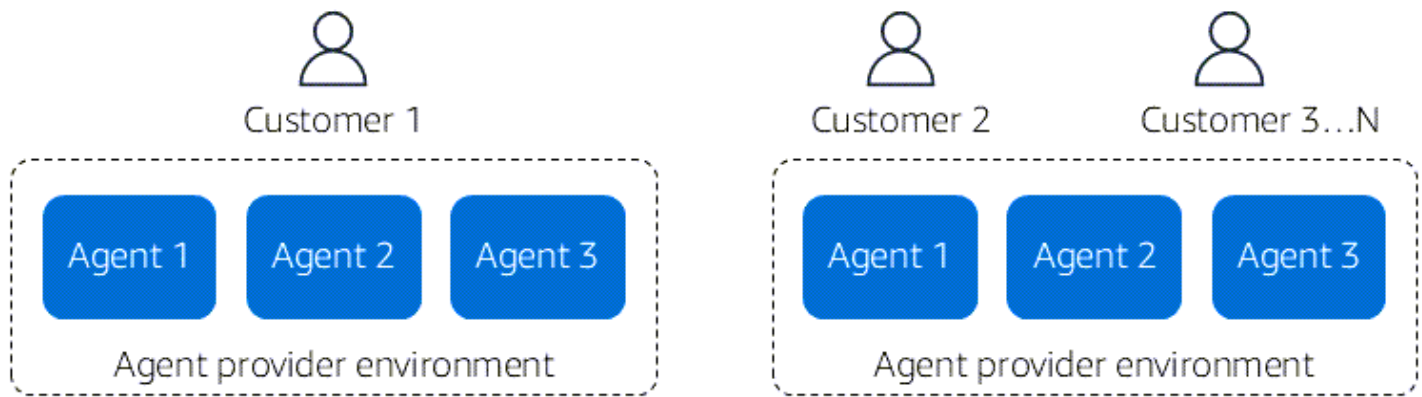 Customer 1
Customer 2
Customer 3...N
Agent 1
Agent 2
Agent 3
Agent provider environment
Agent 1
Agent 2
Agent 3
Agent provider environment